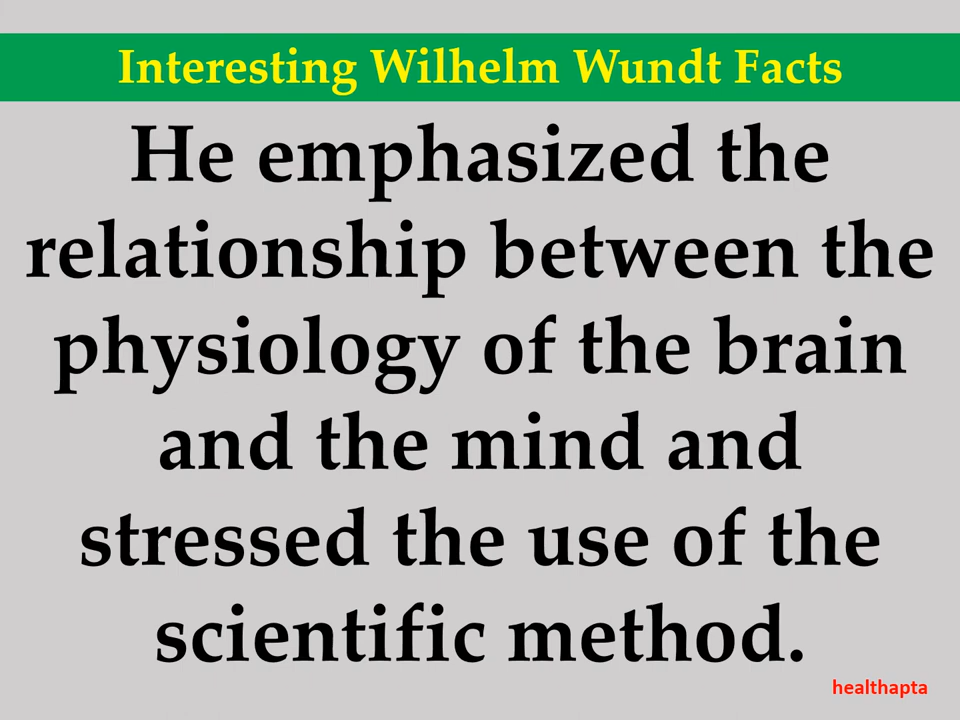 Interesting Wilhelm Wundt Facts
He emphasized the
relationship between the
physiology of the brain
and the mind and
stressed the use of the
scientific method.
healthapta